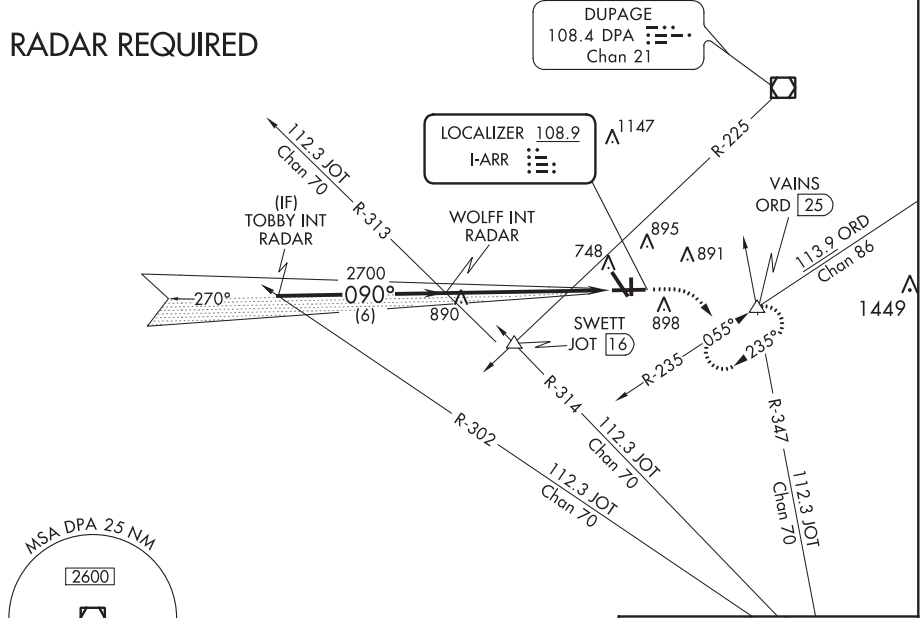 RADAR REQUIRED
DUPAGE
108.4 DPA
Chan 21
LOCALIZER 108.9
I-ARR
1147
R-225
112.3 JOT
Chan 70
R-313
(IF)
TOBBY INT
RADAR
WOLFF INT
RADAR
VAINS
ORD 25
113.9 ORD
Chan 86
895
748
891
2700
090°
(6)
270°
890
898
1449
SWETT
JOT 16
R-235
055°
235°
R-314
112.3 JOT
Chan 70
R-302
112.3 JOT
Chan 70
R-347
112.3 JOT
Chan 70
MSA DPA 25 NM
2600